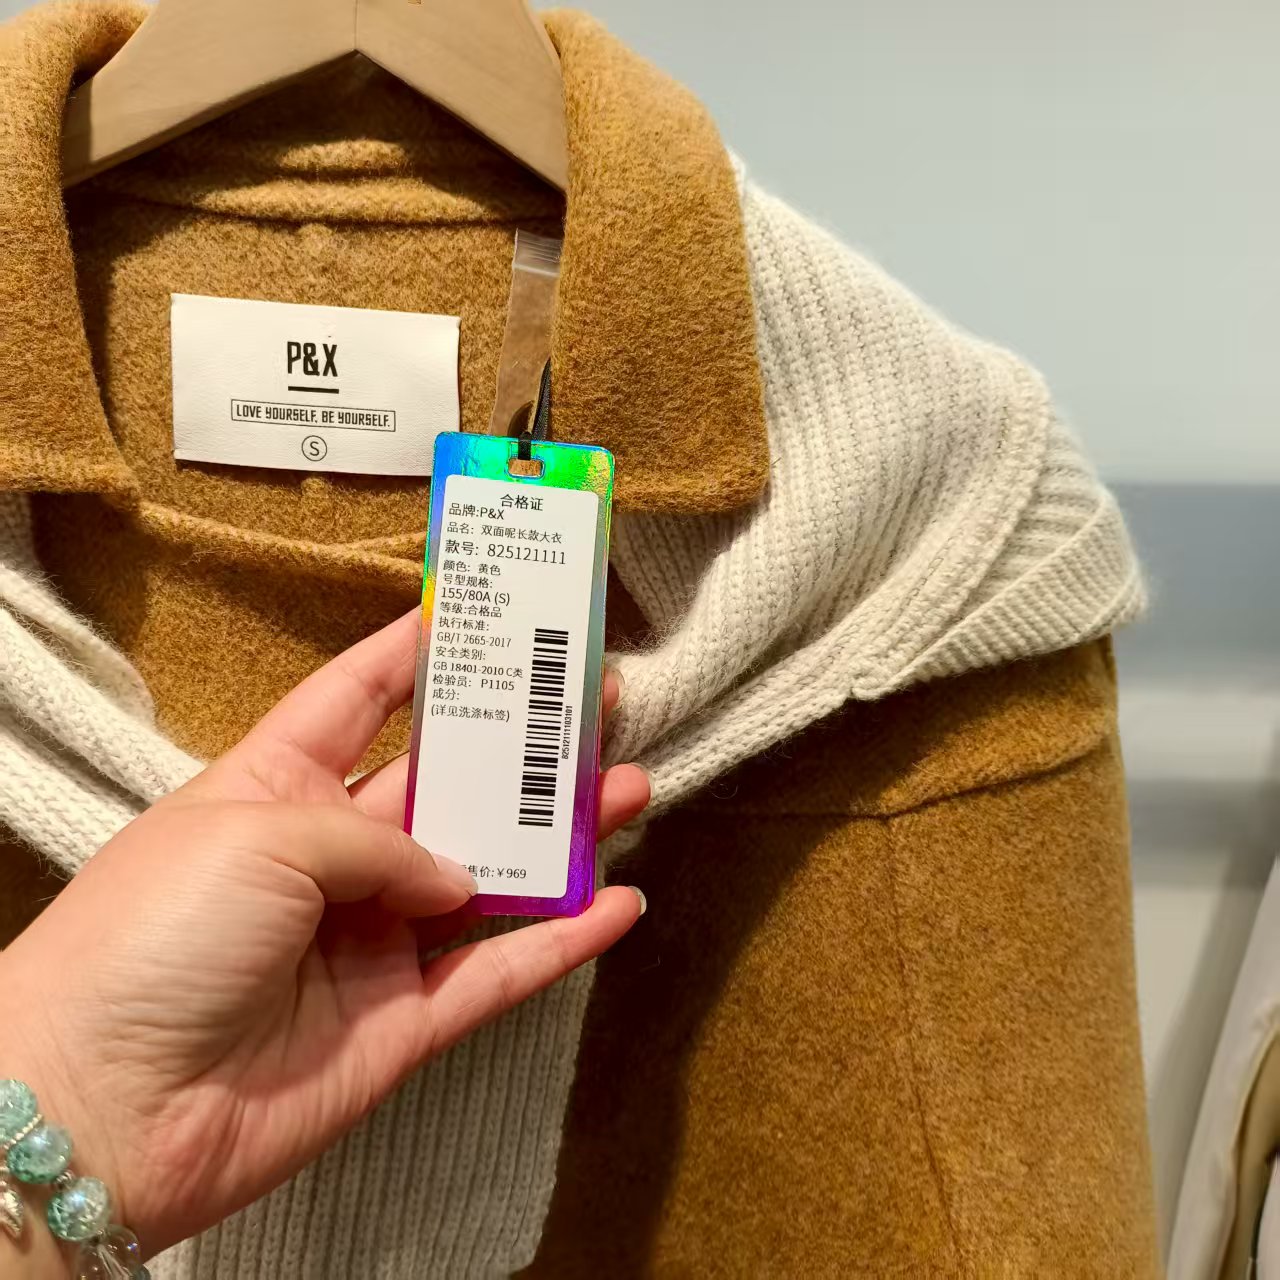 P&X
LOVE YOURSELF. BE YOURSELF.
S
合格证
品牌:P&X
品名: 双面呢长款大衣
款号: 825121111
颜色: 黄色
号型规格:
155/80A (S)
等级:合格品
执行标准:
GB/T 2665-2017
安全类别:
GB 18401-2010 C类
检验员: P1105
成分:
(详见洗涤标签)
82512111103101
售价:￥969